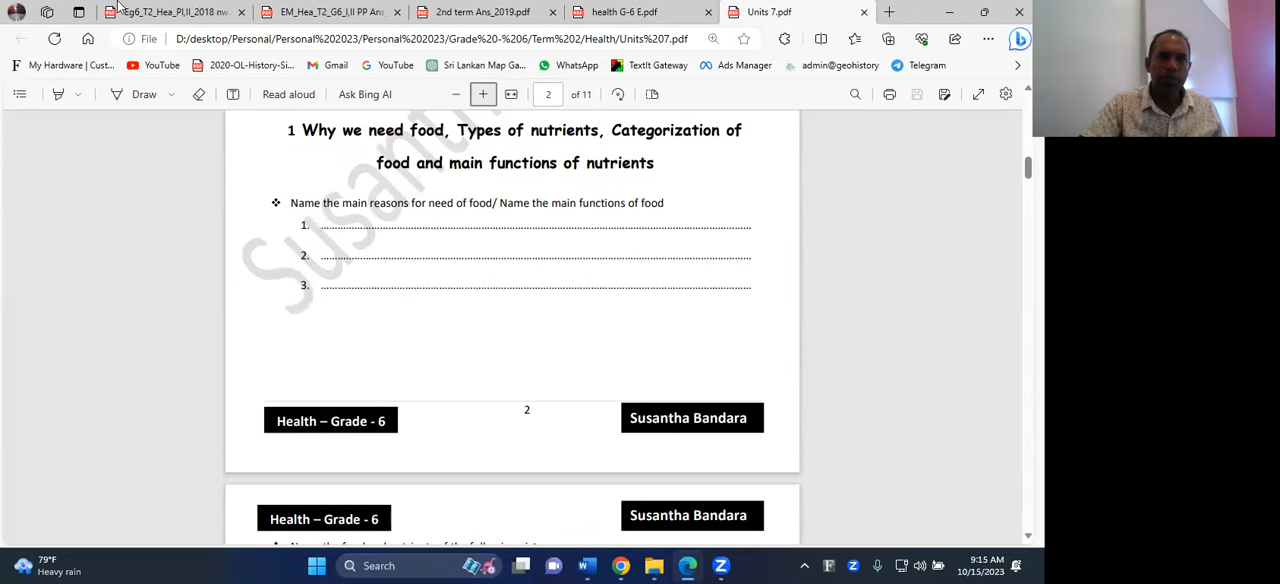 Eg6_T2_Hea_PI,II_2018 nw. EM_Hea_T2_G6_I,II PP Ans_ 2nd term Ans_2019.pdf health G-6 E.pdf Units 7.pdf
File D:/desktop/Personal/Personal%202023/Personal%202023/Grade%20-%206/Term%202/Health/Units%207.pdf
My Hardware | Cust... YouTube 2020-OL-History-Si... Gmail YouTube Sri Lankan Map Ga... WhatsApp TextIt Gateway Ads Manager admin@geohistory Telegram
Draw Read aloud Ask Bing AI 2 of 11
1 Why we need food, Types of nutrients, Categorization of
food and main functions of nutrients
Name the main reasons for need of food/ Name the main functions of food
1.
2.
3.
Susanth
Health – Grade - 6 2 Susantha Bandara
Health – Grade - 6 Susantha Bandara
79°F
Heavy rain
Search
9:15 AM
10/15/2023